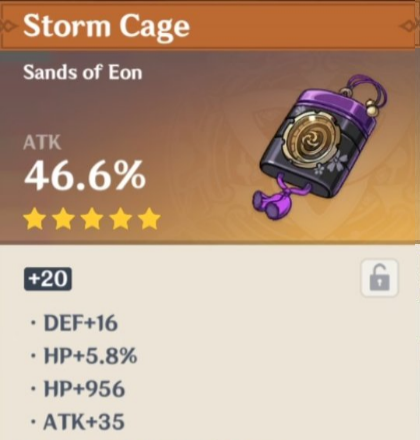 Storm Cage
Sands of Eon
ATK
46.6%
+20
· DEF+16
· HP+5.8%
· HP+956
· ATK+35